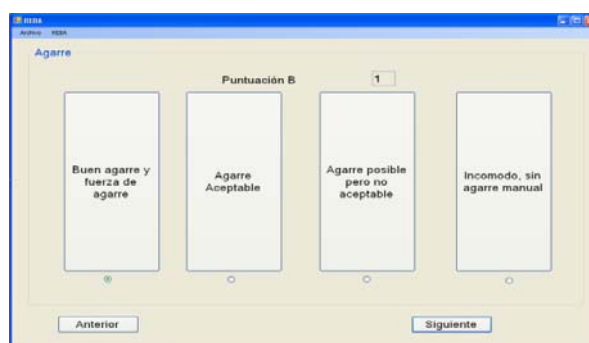 REBA
Archivo REBA
Agarre
Puntuación B 1
Buen agarre y
fuerza de
agarre
Agarre
Aceptable
Agarre posible
pero no
aceptable
Incomodo, sin
agarre manual
Anterior Siguiente